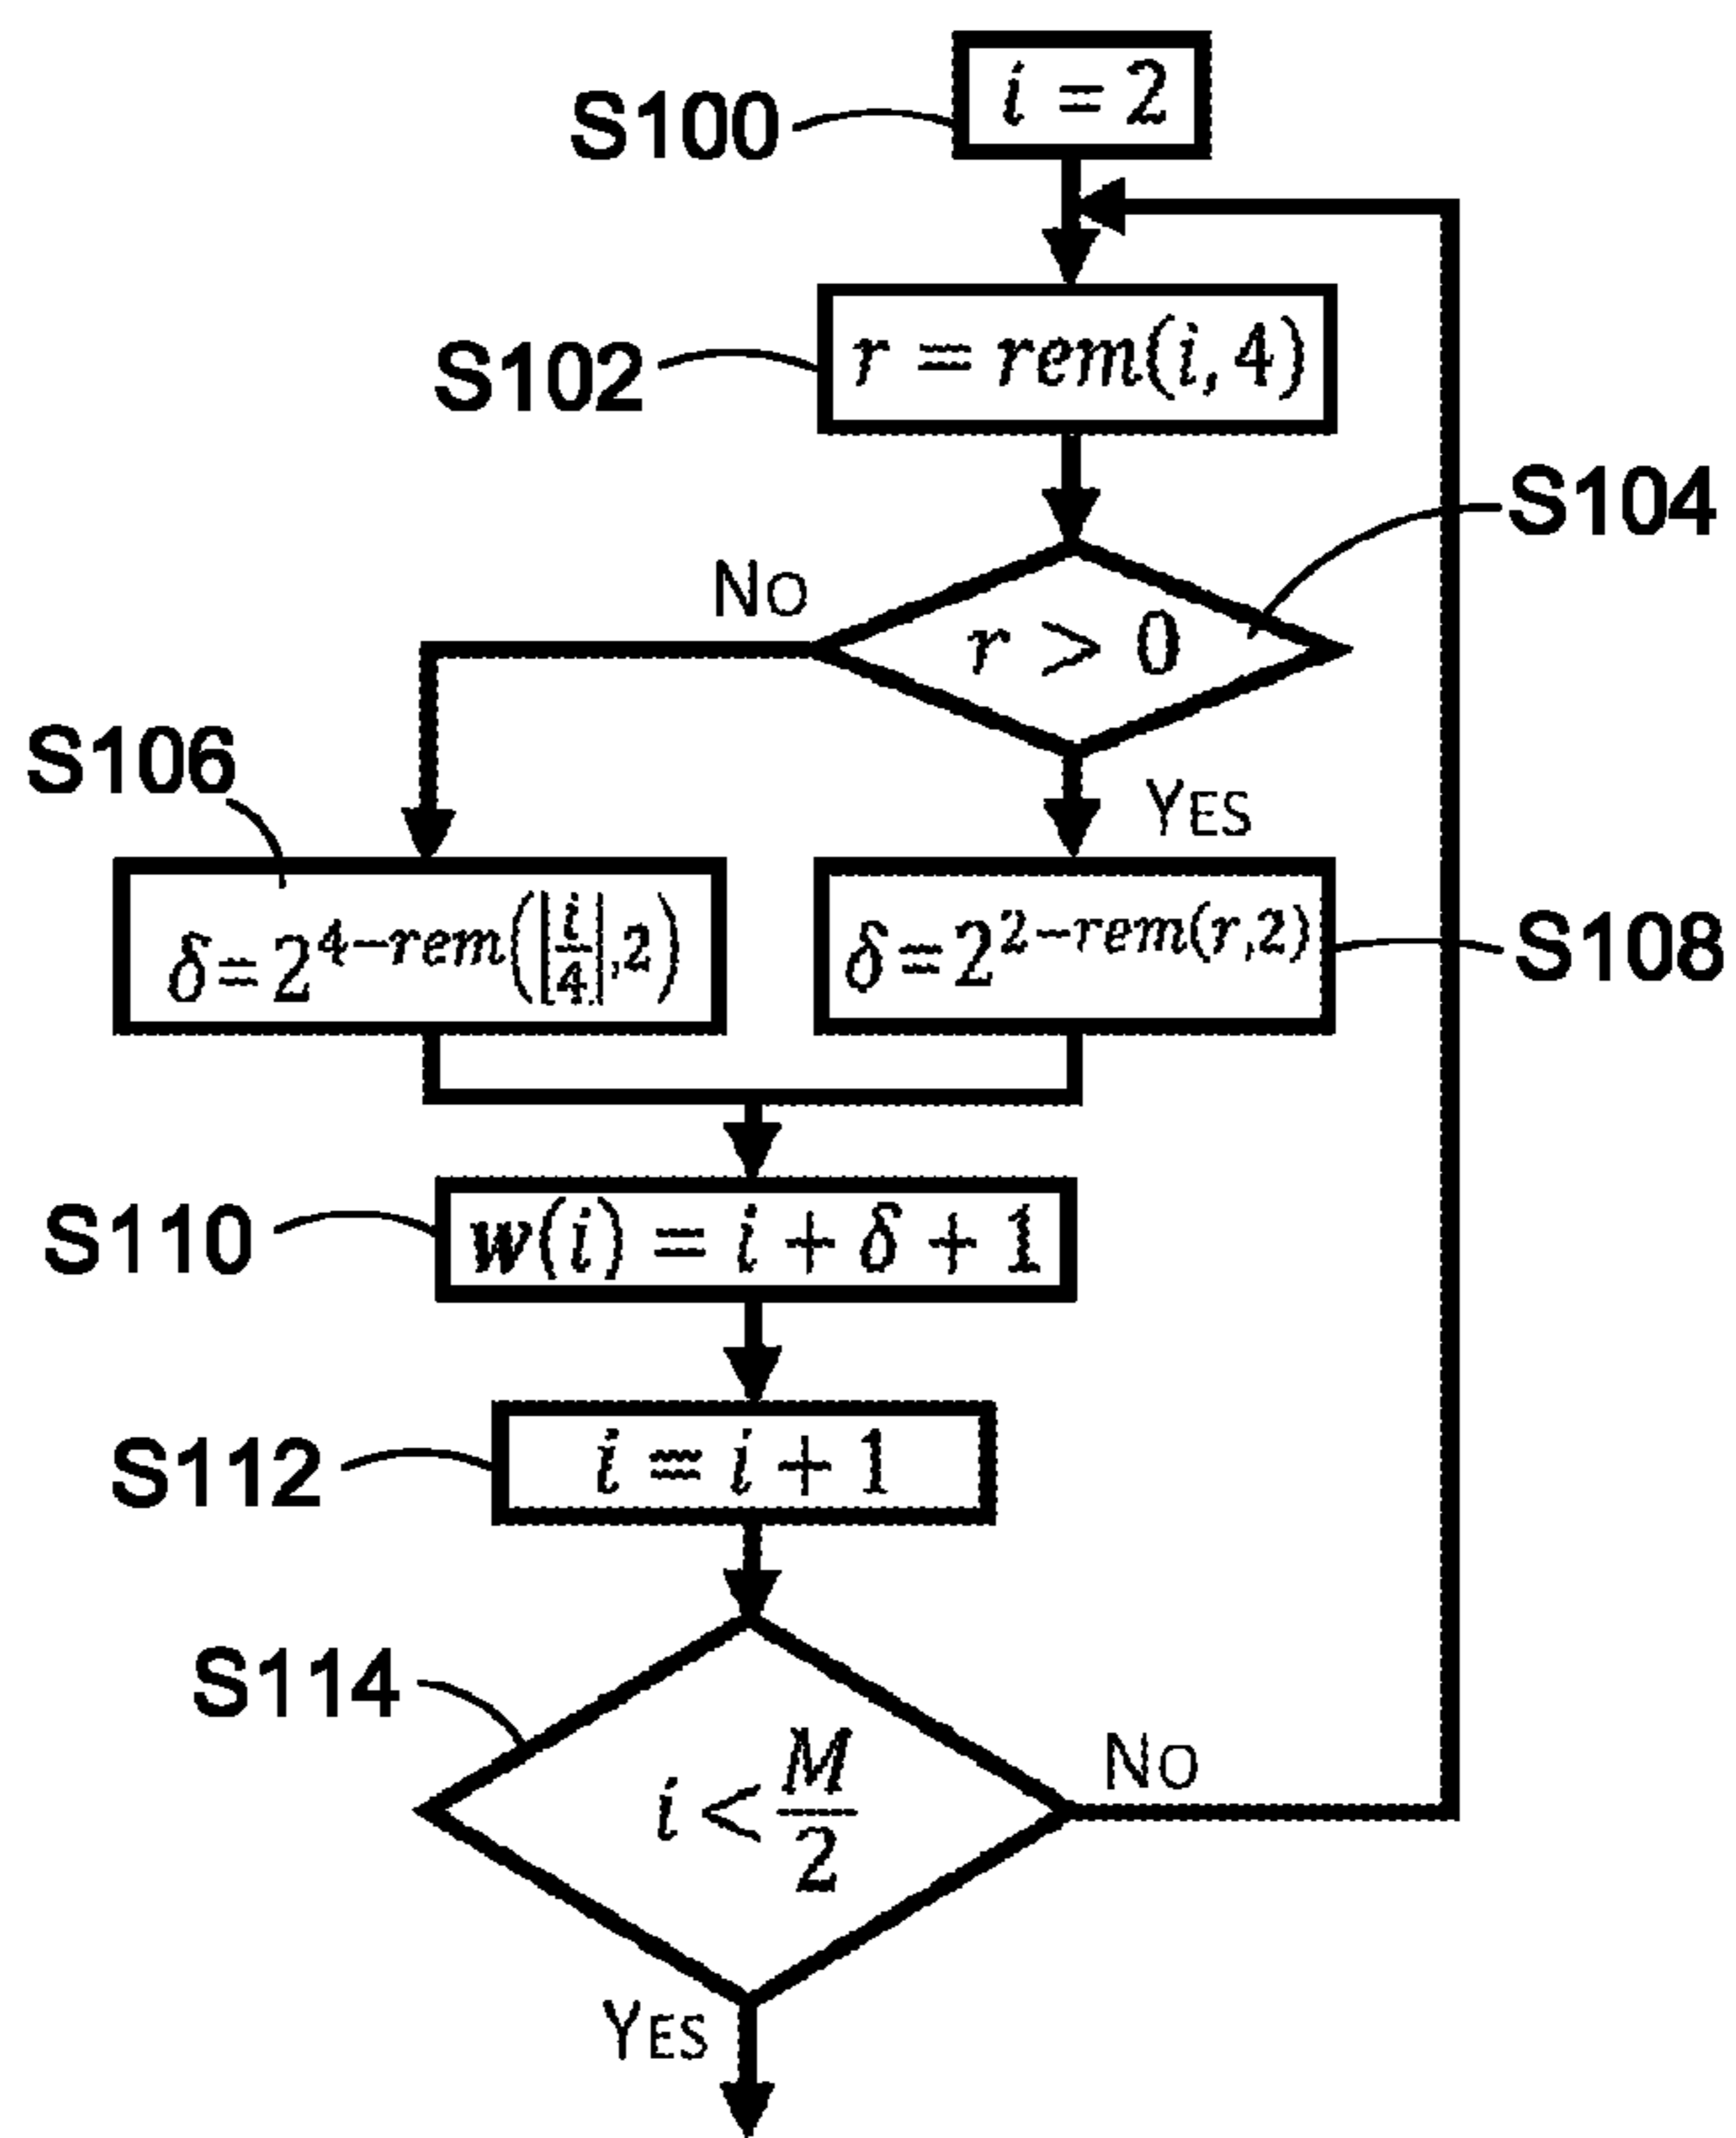 S100
i = 2
S102
r = rem(i, 4)
S104
r > 0
No
YES
S106
δ=2^{4−rem(|i/4|,2)}
δ=2^{2−rem(r,2)}
S108
S110
w(i) = i + δ + 1
S112
i = i + 1
S114
i < M/2
No
YES